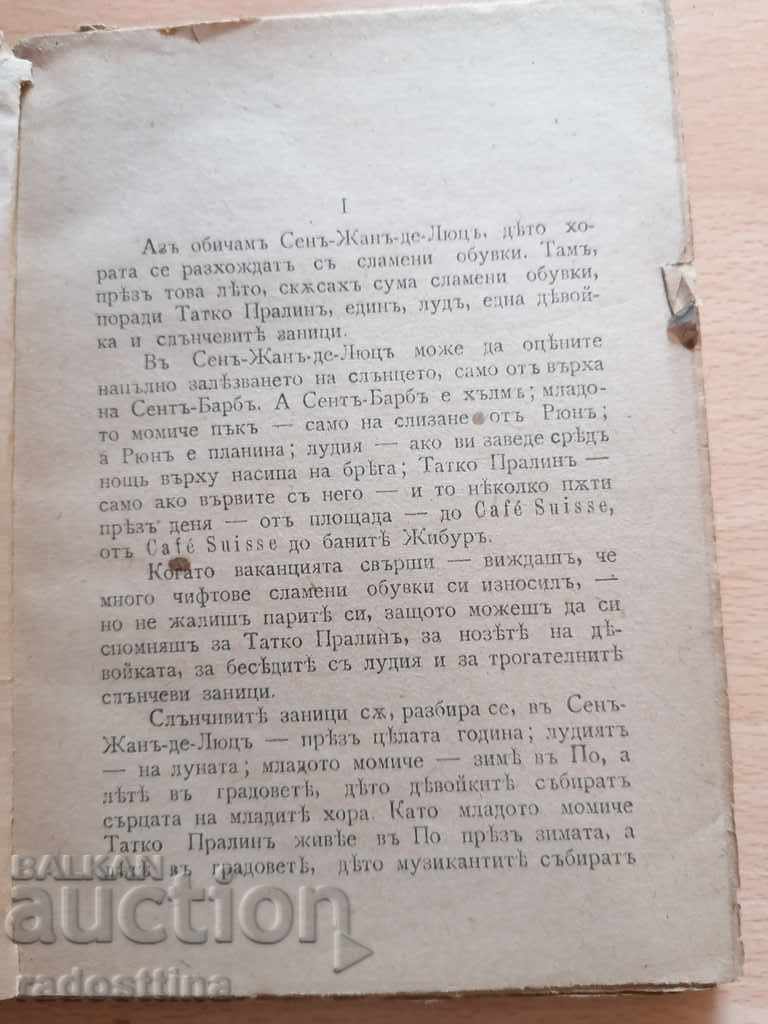 I
Азъ обичамъ Сенъ-Жанъ-де-Люцъ, дѣто хо-
рата се разхождатъ съ сламени обувки. Тамъ,
прѣзъ това лѣто, скѫсахъ сума сламени обувки,
поради Татко Пралинъ, единъ, лудъ, една дѣвой-
ка и слънчевитѣ заници.
Въ Сенъ-Жанъ-де-Люцъ може да оцѣните
напълно залѣзването на слънцето, само отъ върха
на Сентъ-Барбъ. А Сентъ-Барбъ е хълмъ; младо-
то момиче пъкъ — само на слизане отъ Рюнъ;
а Рюнъ е планина; лудия — ако ви заведе срѣдъ
нощь върху насипа на брѣга; Татко Пралинъ —
само ако вървите съ него — и то нѣколко пѫти
прѣзъ деня — отъ площада — до Café Suisse,
отъ Café Suisse до банитѣ Жибуръ.
Когато ваканцията свърши — виждашъ, че
много чифтове сламени обувки си износилъ, —
но не жалишъ паритѣ си, защото можешъ да си
спомняшъ за Татко Пралинъ, за нозѣтѣ на дѣ-
войката, за бесѣдитѣ съ лудия и за трогателнитѣ
слънчеви заници.
Слънчивитѣ заници сѫ, разбира се, въ Сенъ-
Жанъ-де-Люцъ — прѣзъ цѣлата година; лудиятъ
— на луната; младото момиче — зимѣ въ По, а
лѣтѣ въ градоветѣ, дѣто дѣвойкитѣ събиратъ
сърцата на младитѣ хора. Като младото момиче
Татко Пралинъ живѣе въ По прѣзъ зимата, а
лѣтѣ въ градоветѣ, дѣто музикантитѣ събиратъ
BALKAN
auction
radosttina